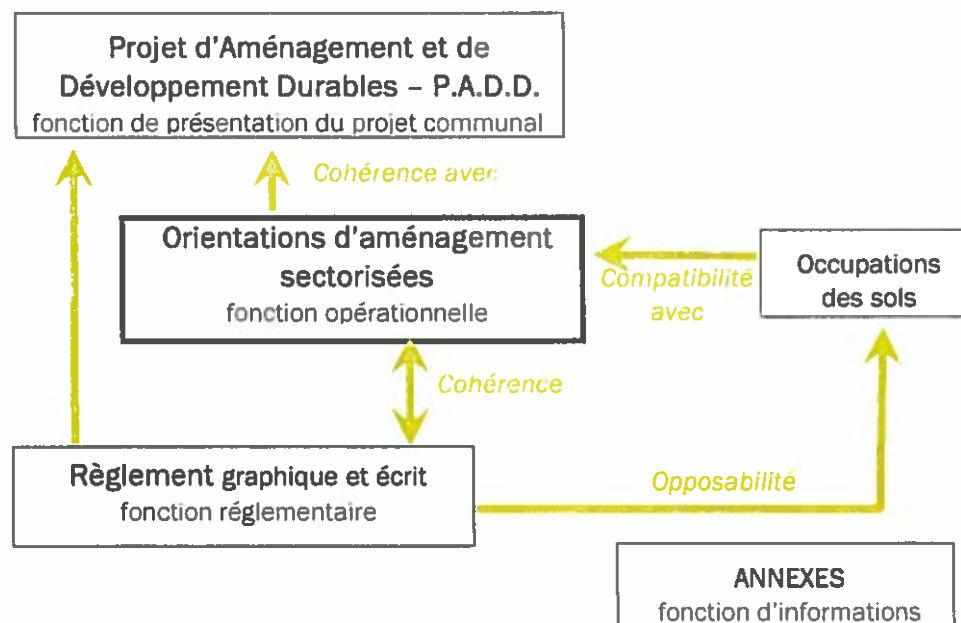 Projet d'Aménagement et de
Développement Durables – P.A.D.D.
fonction de présentation du projet communal
Cohérence avec
Orientations d'aménagement
sectorisées
fonction opérationnelle
Compatibilité
avec
Occupations
des sols
Cohérence
Règlement graphique et écrit
fonction réglementaire
Opposabilité
ANNEXES
fonction d'informations